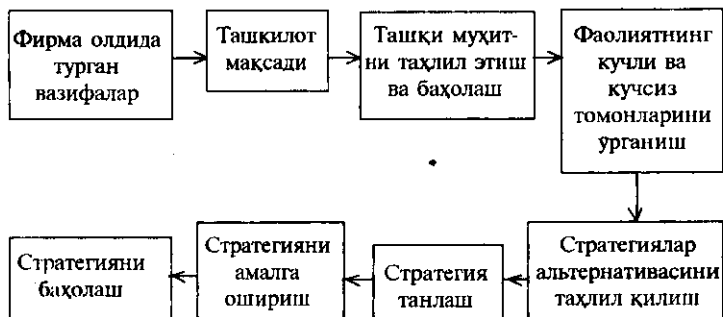 Фирма олдида
турган
вазифалар
Ташкилот
мақсади
Ташқи муҳит-
ни таҳлил этиш
ва баҳолаш
Фаолиятнинг
кучли ва
кучсиз
томонларини
ўрганиш
Стратегиялар
альтернативасини
таҳлил қилиш
Стратегия
танлаш
Стратегияни
амалга
ошириш
Стратегияни
баҳолаш